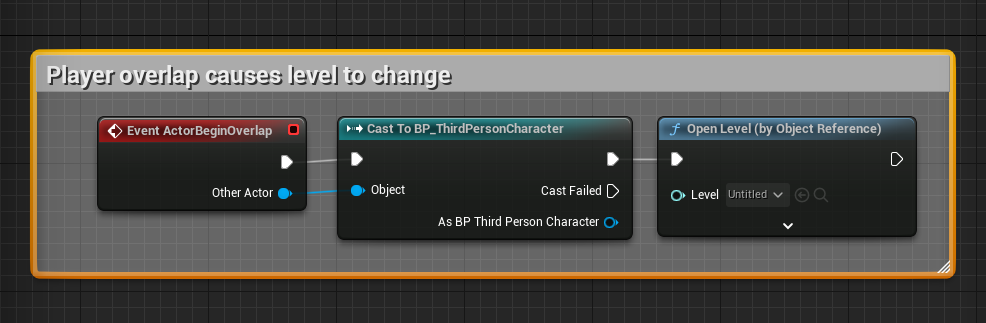 Player overlap causes level to change
Event ActorBeginOverlap
Other Actor
Cast To BP_ThirdPersonCharacter
Object
Cast Failed
As BP Third Person Character
Open Level (by Object Reference)
Level Untitled